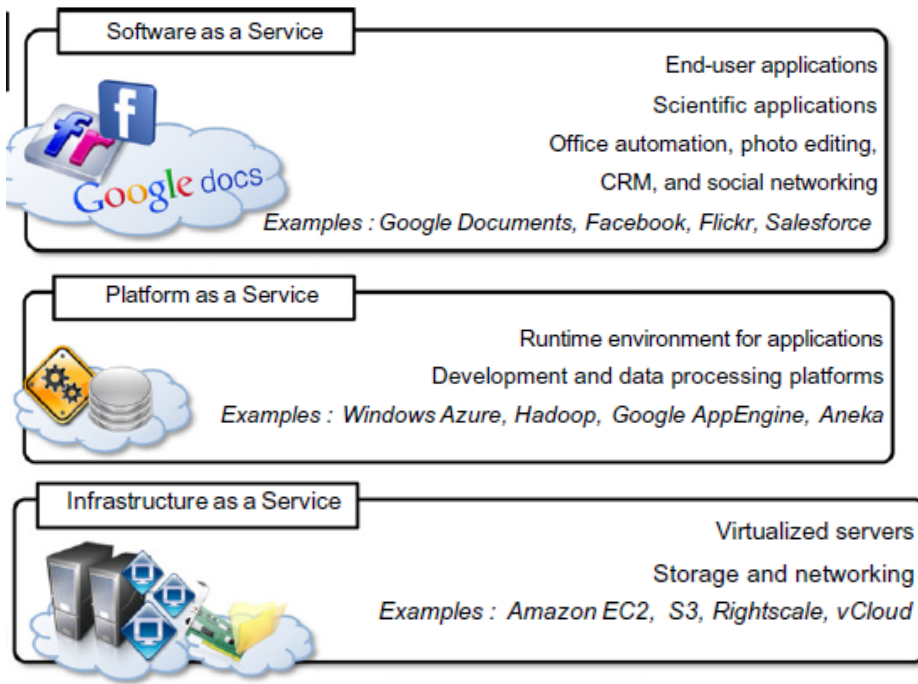 Software as a Service
End-user applications
Scientific applications
Office automation, photo editing,
CRM, and social networking
Examples : Google Documents, Facebook, Flickr, Salesforce
f
fr
Google docs
Platform as a Service
Runtime environment for applications
Development and data processing platforms
Examples : Windows Azure, Hadoop, Google AppEngine, Aneka
Infrastructure as a Service
Virtualized servers
Storage and networking
Examples : Amazon EC2, S3, Rightscale, vCloud